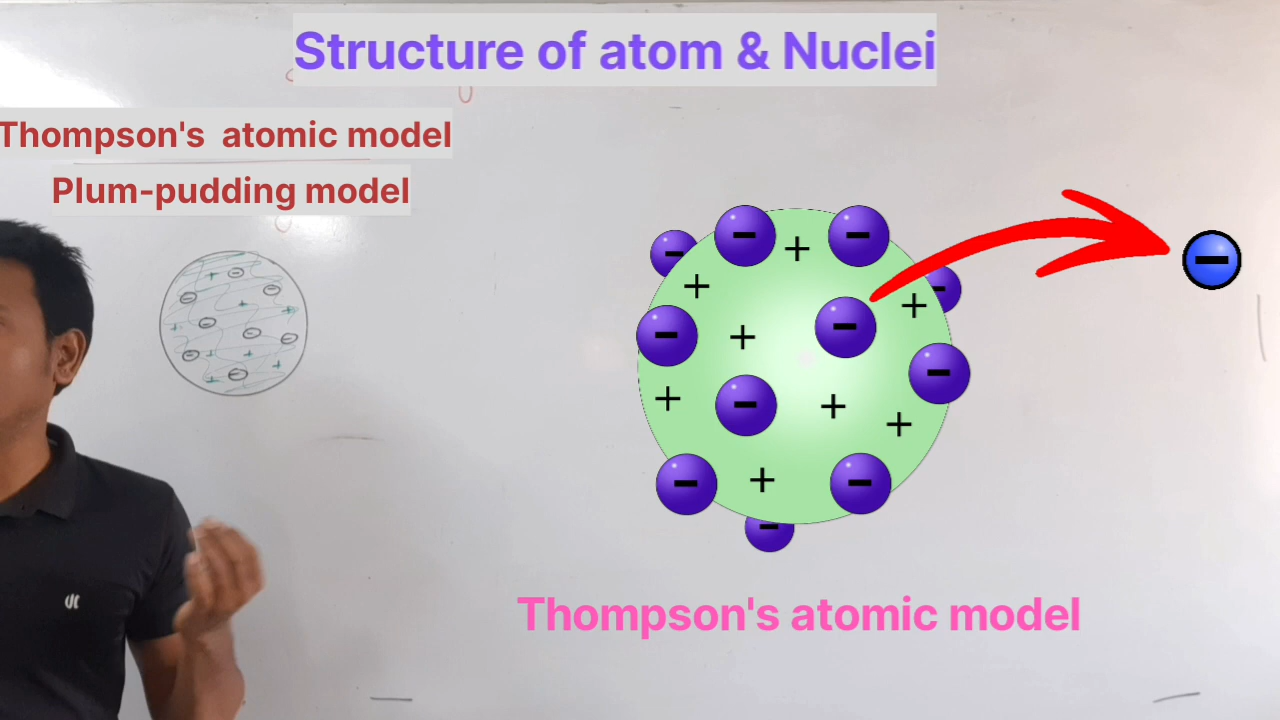 Structure of atom & Nuclei
Thompson's atomic model
Plum-pudding model
Thompson's atomic model